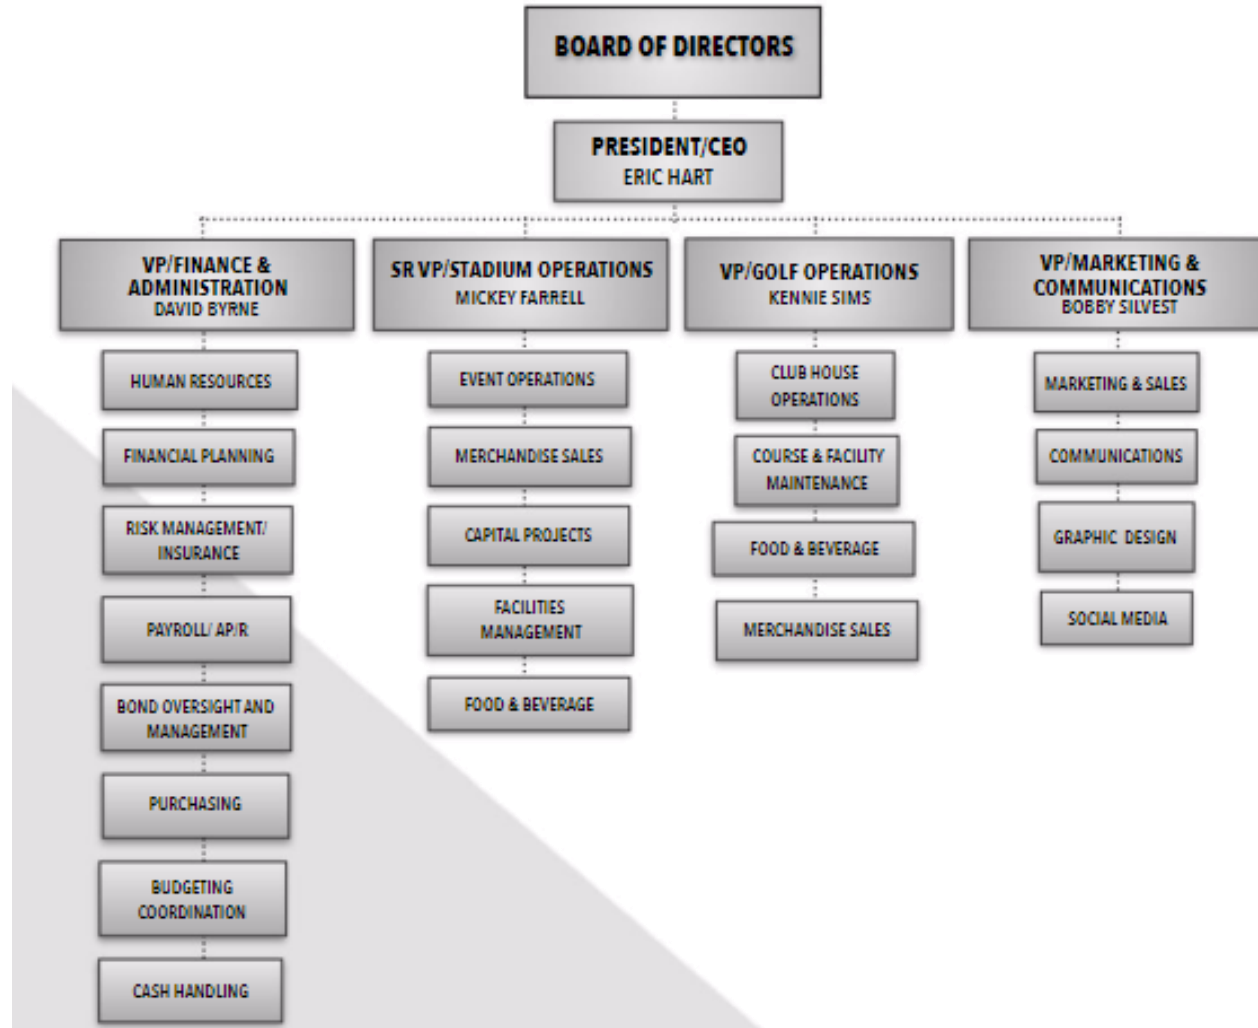 BOARD OF DIRECTORS
PRESIDENT/CEO
ERIC HART
VP/FINANCE &
ADMINISTRATION
DAVID BYRNE
HUMAN RESOURCES
FINANCIAL PLANNING
RISK MANAGEMENT/
INSURANCE
PAYROLL/ AP/R
BOND OVERSIGHT AND
MANAGEMENT
PURCHASING
BUDGETING
COORDINATION
CASH HANDLING
SR VP/STADIUM OPERATIONS
MICKEY FARRELL
EVENT OPERATIONS
MERCHANDISE SALES
CAPITAL PROJECTS
FACILITIES
MANAGEMENT
FOOD & BEVERAGE
VP/GOLF OPERATIONS
KENNIE SIMS
CLUB HOUSE
OPERATIONS
COURSE & FACILITY
MAINTENANCE
FOOD & BEVERAGE
MERCHANDISE SALES
VP/MARKETING &
COMMUNICATIONS
BOBBY SILVEST
MARKETING & SALES
COMMUNICATIONS
GRAPHIC DESIGN
SOCIAL MEDIA